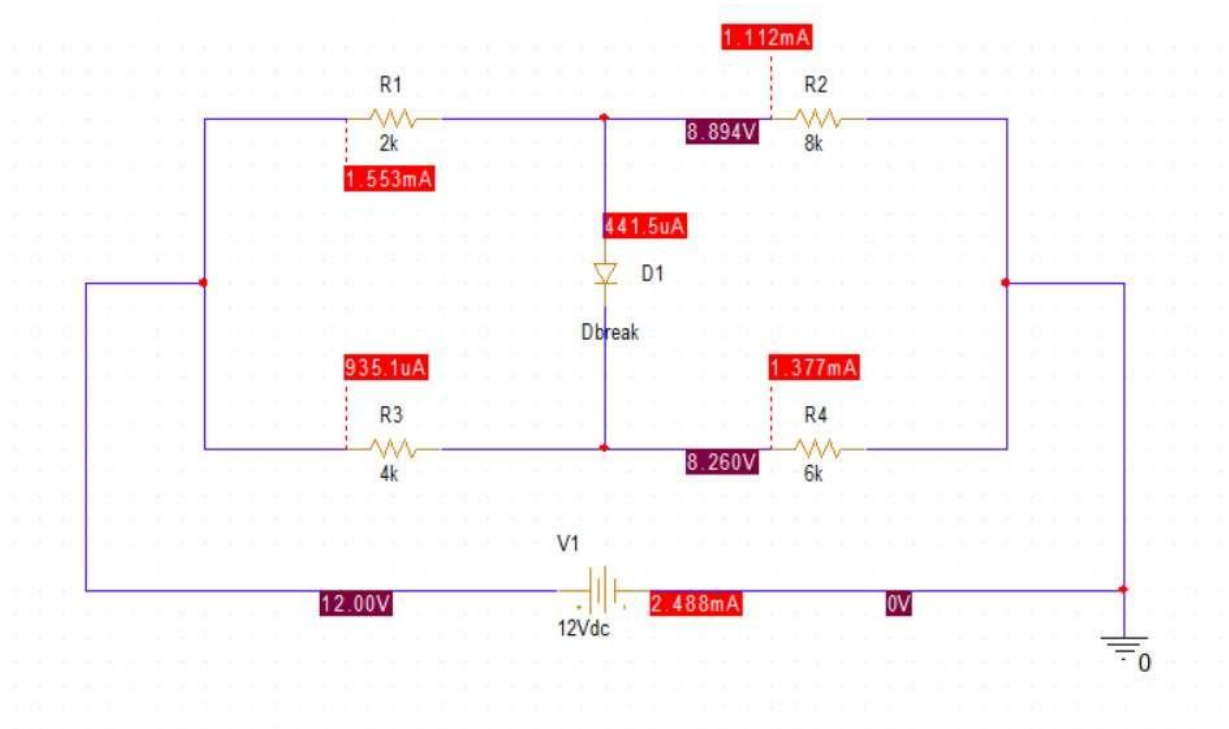 1.112mA
R1
R2
8.894V
2k
8k
1.553mA
441.5uA
D1
Dbreak
935.1uA
1.377mA
R3
R4
8.260V
4k
6k
V1
12.00V
2.488mA
0V
12Vdc
0